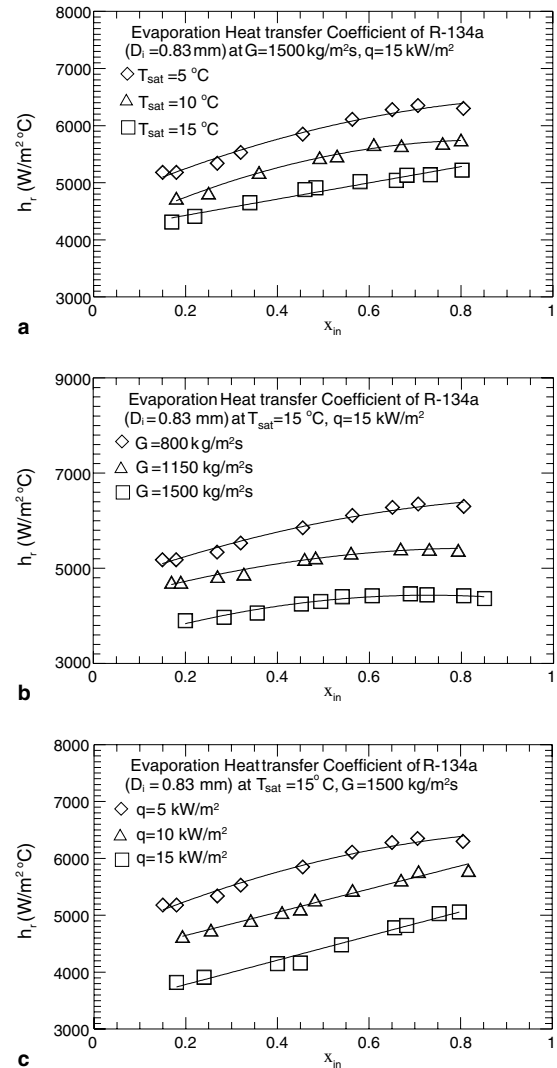 Evaporation Heat transfer Coefficient of R-134a
(Di =0.83 mm) at G=1500 kg/m²s, q=15 kW/m²
Tsat =5 °C
Tsat =10 °C
Tsat =15 °C
hr (W/m² °C)
8000
7000
6000
5000
4000
3000
0 0.2 0.4 0.6 0.8 1
xin
a
Evaporation Heat transfer Coefficient of R-134a
(Di =0.83 mm) at Tsat=15 °C, q=15 kW/m²
G=800 kg/m²s
G=1150 kg/m²s
G=1500 kg/m²s
hr (W/m² °C)
9000
7000
5000
3000
0 0.2 0.4 0.6 0.8 1
xin
b
Evaporation Heat transfer Coefficient of R-134a
(Di = 0.83 mm) at Tsat =15°C, G=1500 kg/m²s
q=5 kW/m²
q=10 kW/m²
q=15 kW/m²
hr (W/m² °C)
8000
7000
6000
5000
4000
3000
0 0.2 0.4 0.6 0.8 1
xin
c